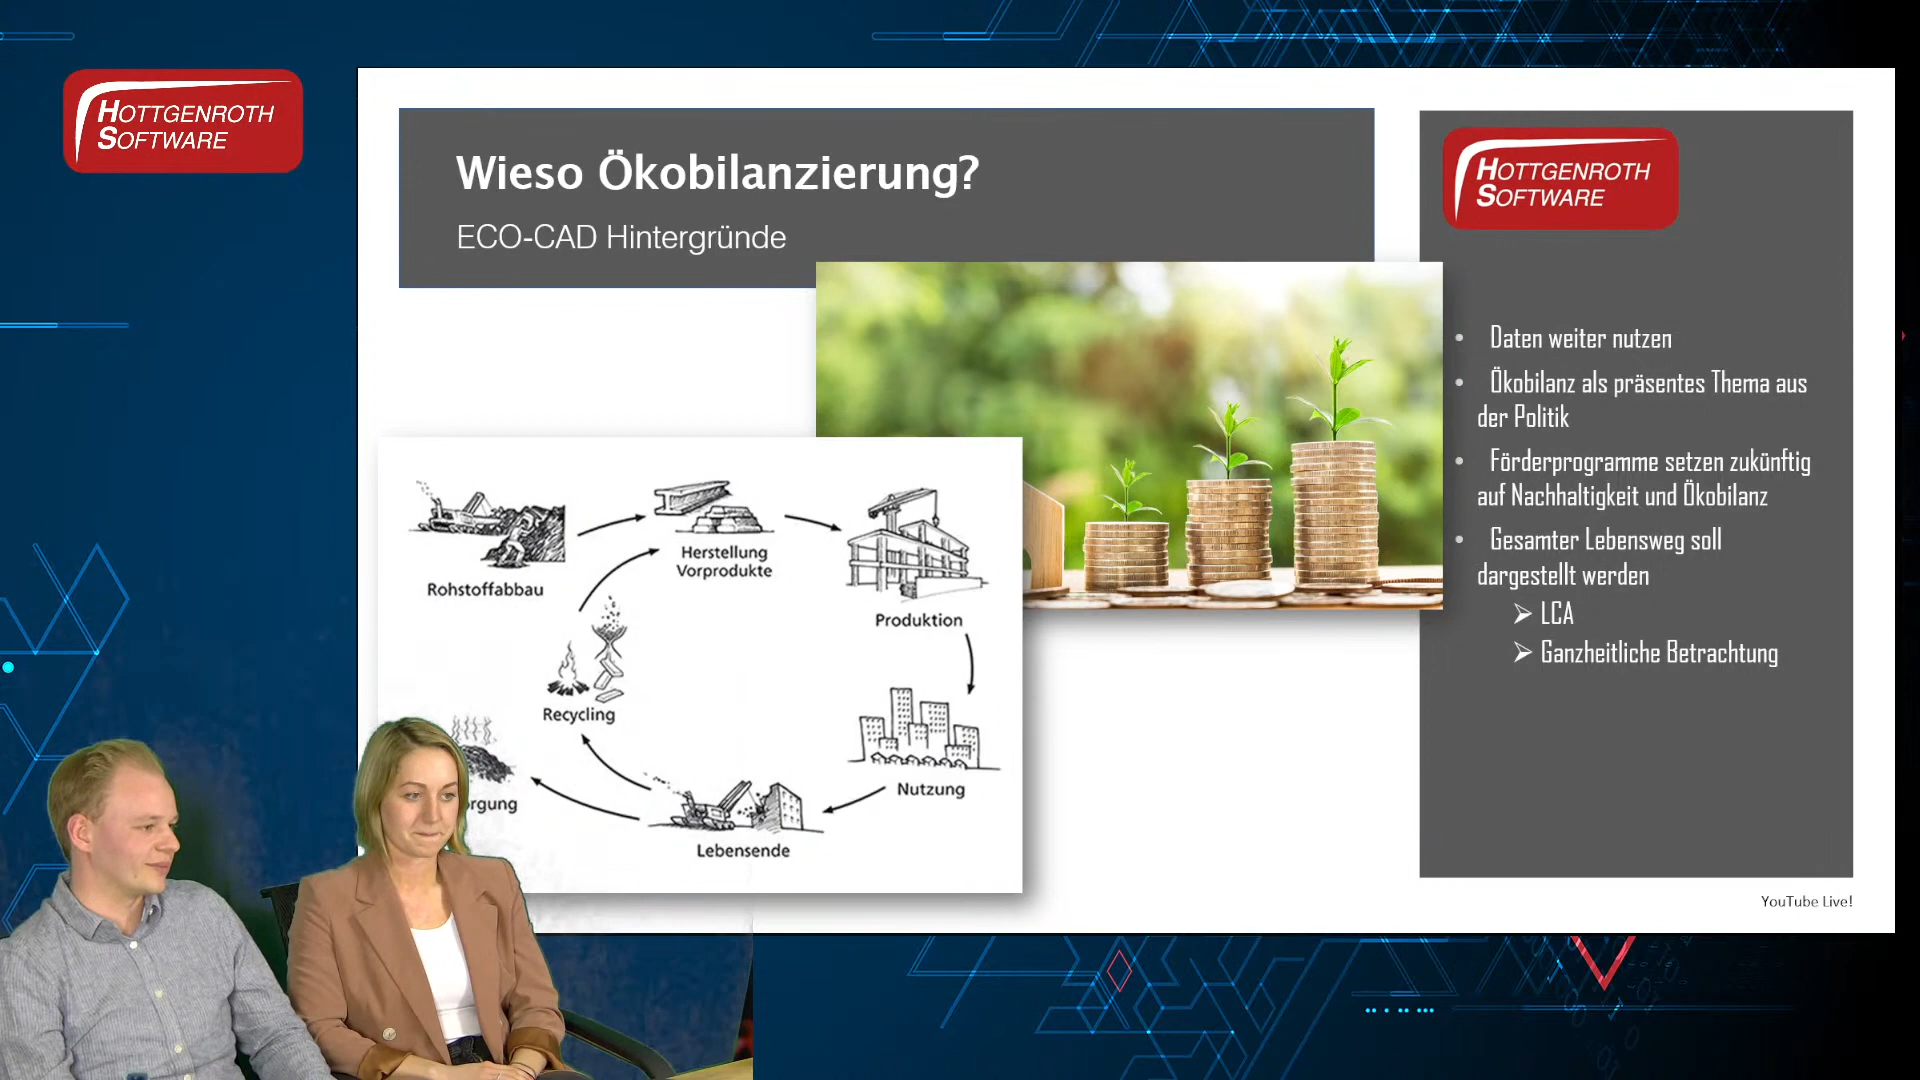 HOTTGENROTH
SOFTWARE
Wieso Ökobilanzierung?
ECO-CAD Hintergründe
HOTTGENROTH
SOFTWARE
• Daten weiter nutzen
• Ökobilanz als präsentes Thema aus
der Politik
• Förderprogramme setzen zukünftig
auf Nachhaltigkeit und Ökobilanz
• Gesamter Lebensweg soll
dargestellt werden
➢ LCA
➢ Ganzheitliche Betrachtung
Rohstoffabbau
Herstellung
Vorprodukte
Produktion
Recycling
Nutzung
Lebensende
YouTube Live!